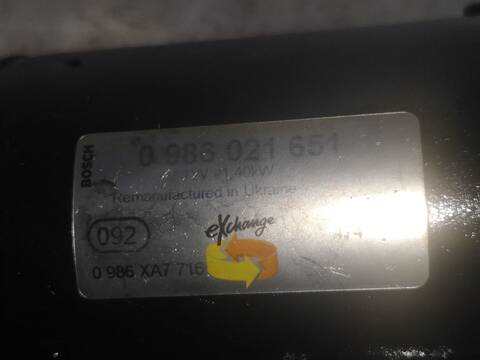 BOSCH
0 986 021 651
12V 1,40kW
Remanufactured in Ukraine
092
eXchange
0 986 XA7 716